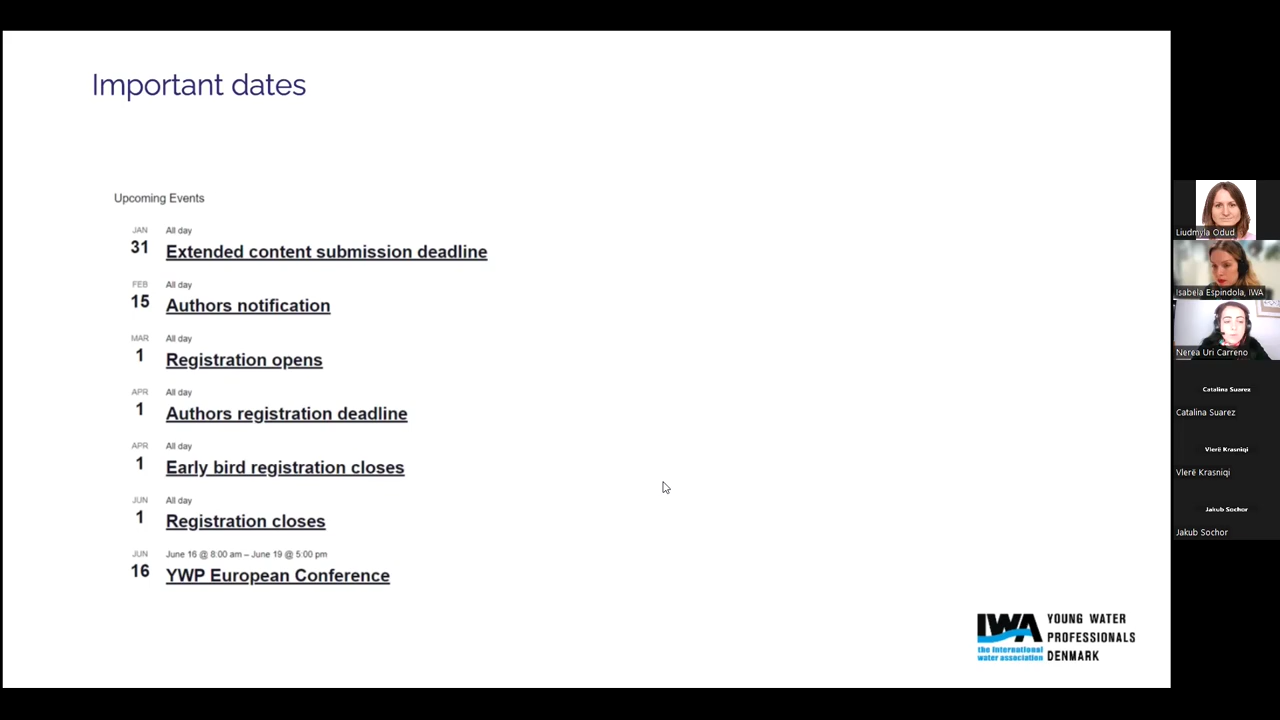 Important dates
Upcoming Events
JAN
All day
31
Extended content submission deadline
FEB
All day
15
Authors notification
MAR
All day
1
Registration opens
APR
All day
1
Authors registration deadline
APR
All day
1
Early bird registration closes
JUN
All day
1
Registration closes
JUN
June 16 @ 8:00 am – June 19 @ 5:00 pm
16
YWP European Conference
IWA
the international
water association
YOUNG WATER
PROFESSIONALS
DENMARK
Liudmyla Odud
Isabela Espindola, IWA
Nerea Uri Carreno
Catalina Suarez
Catalina Suarez
Vlerë Krasniqi
Vlerë Krasniqi
Jakub Sochor
Jakub Sochor